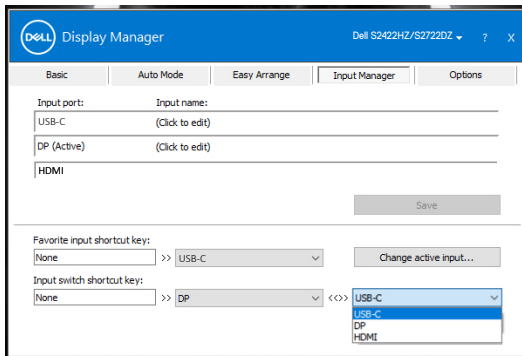 DELL Display Manager Dell S2422HZ/S2722DZ ? X
Basic Auto Mode Easy Arrange Input Manager Options
Input port: Input name:
USB-C (Click to edit)
DP (Active) (Click to edit)
HDMI
Save
Favorite input shortcut key:
None >> USB-C Change active input...
Input switch shortcut key:
None >> DP <<>> USB-C
USB-C
DP
HDMI